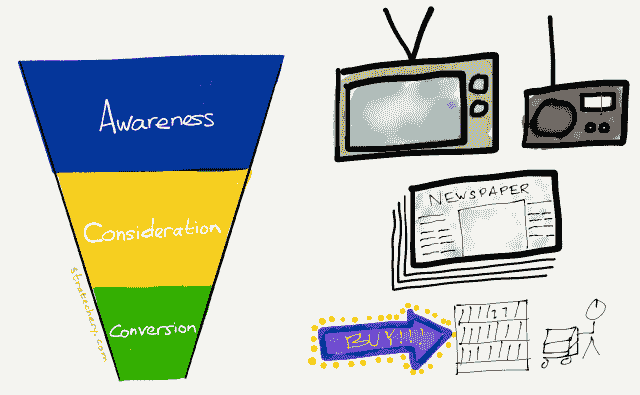 Awareness
Consideration
Conversion
stratechery.com
NEWSPAPER
BUY!!!